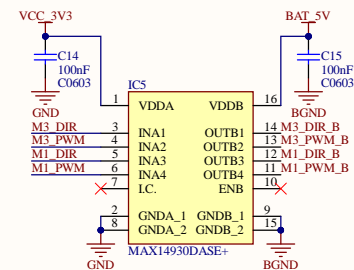 VCC_3V3
BAT_5V
C14
100nF
C0603
C15
100nF
C0603
GND
BGND
IC5
1 VDDA VDDB 16
M3_DIR 3 INA1 OUTB1 14 M3_DIR_B
M3_PWM 4 INA2 OUTB2 13 M3_PWM_B
M1_DIR 5 INA3 OUTB3 12 M1_DIR_B
M1_PWM 6 INA4 OUTB4 11 M1_PWM_B
7 I.C. ENB 10
2 GNDA_1 GNDB_1 9
8 GNDA_2 GNDB_2 15
MAX14930DASE+
GND
BGND